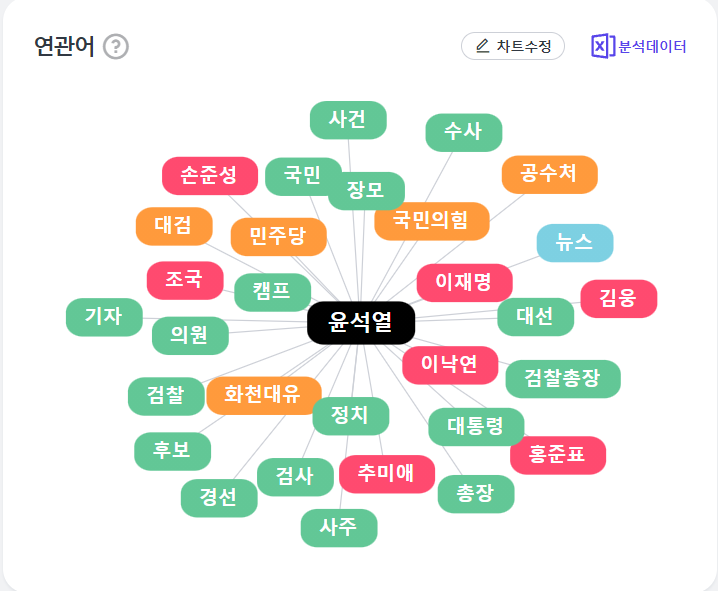 연관어 ?
차트수정
분석데이터
사건
수사
손준성
국민
장모
공수처
대검
민주당
국민의힘
뉴스
조국
캠프
이재명
김웅
기자
의원
윤석열
대선
이낙연
검찰총장
검찰
화천대유
정치
대통령
후보
홍준표
경선
검사
추미애
총장
사주